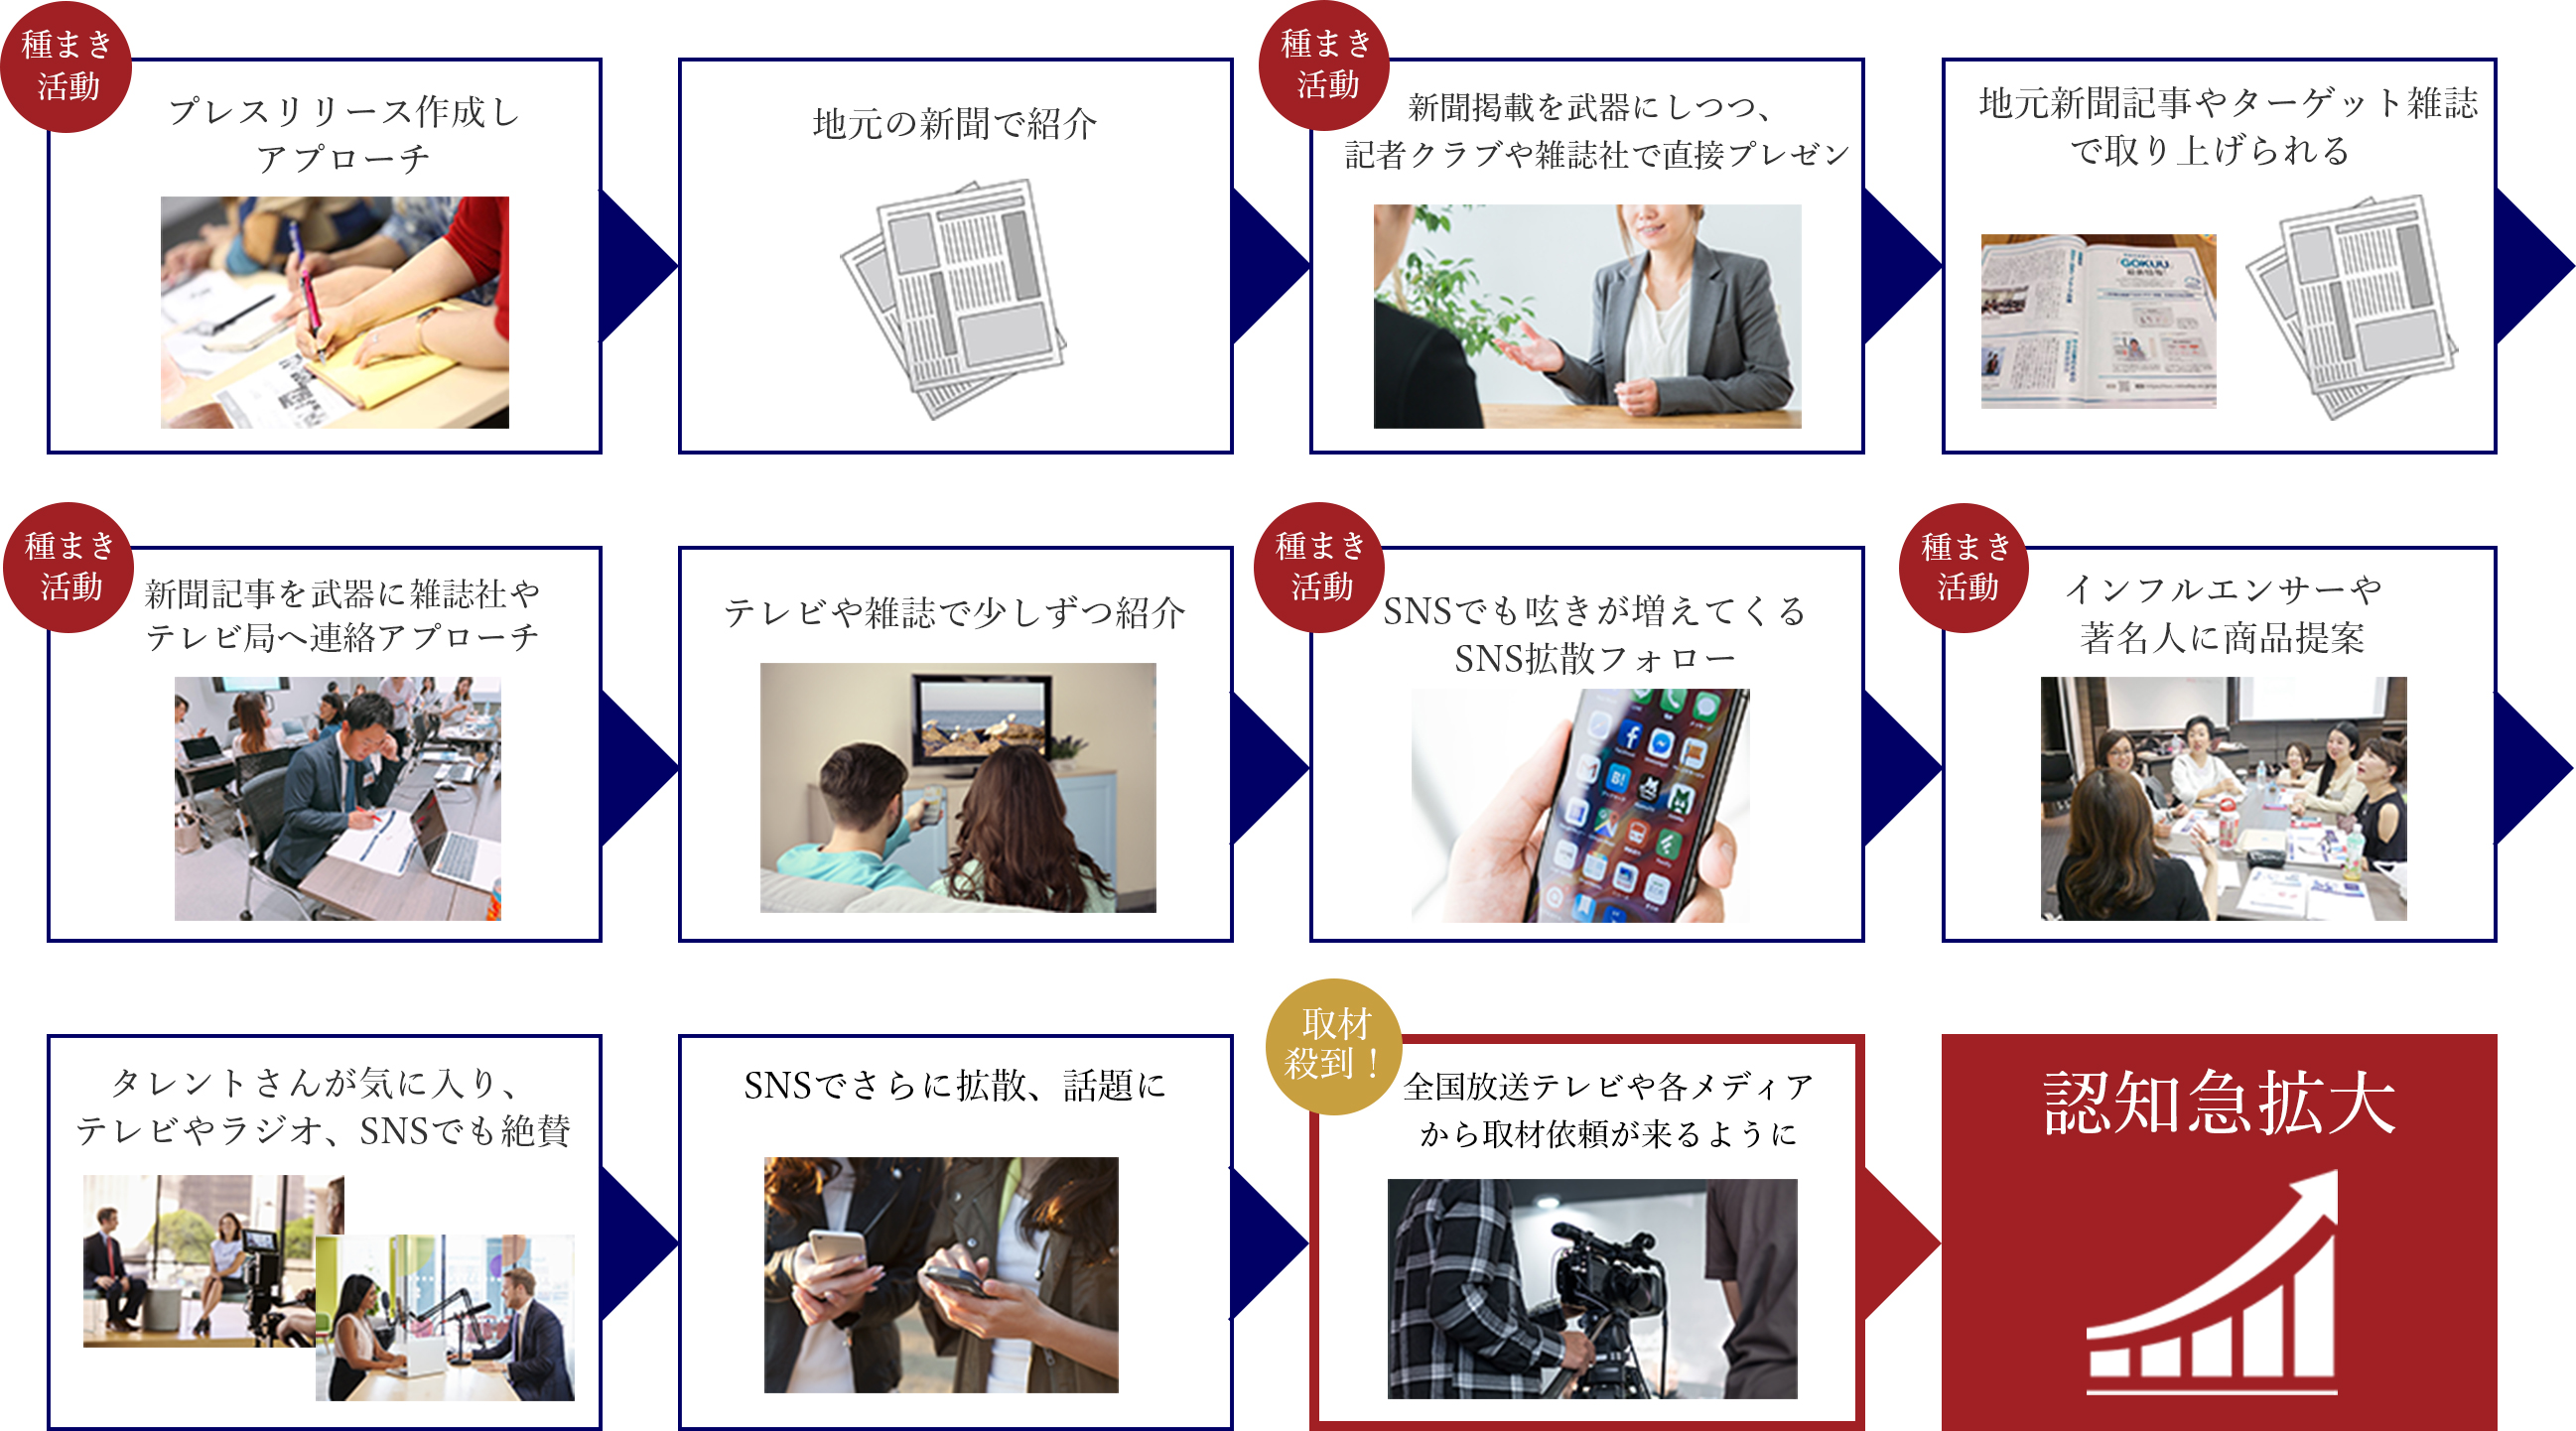 種まき
活動
プレスリリース作成し
アプローチ
地元の新聞で紹介
種まき
活動
新聞掲載を武器にしつつ、
記者クラブや雑誌社で直接プレゼン
地元新聞記事やターゲット雑誌
で取り上げられる
GOKUU
種まき
活動
新聞記事を武器に雑誌社や
テレビ局へ連絡アプローチ
テレビや雑誌で少しずつ紹介
種まき
活動
SNSでも呟きが増えてくる
SNS拡散フォロー
種まき
活動
インフルエンサーや
著名人に商品提案
タレントさんが気に入り、
テレビやラジオ、SNSでも絶賛
SNSでさらに拡散、話題に
取材
殺到！
全国放送テレビや各メディア
から取材依頼が来るように
認知急拡大